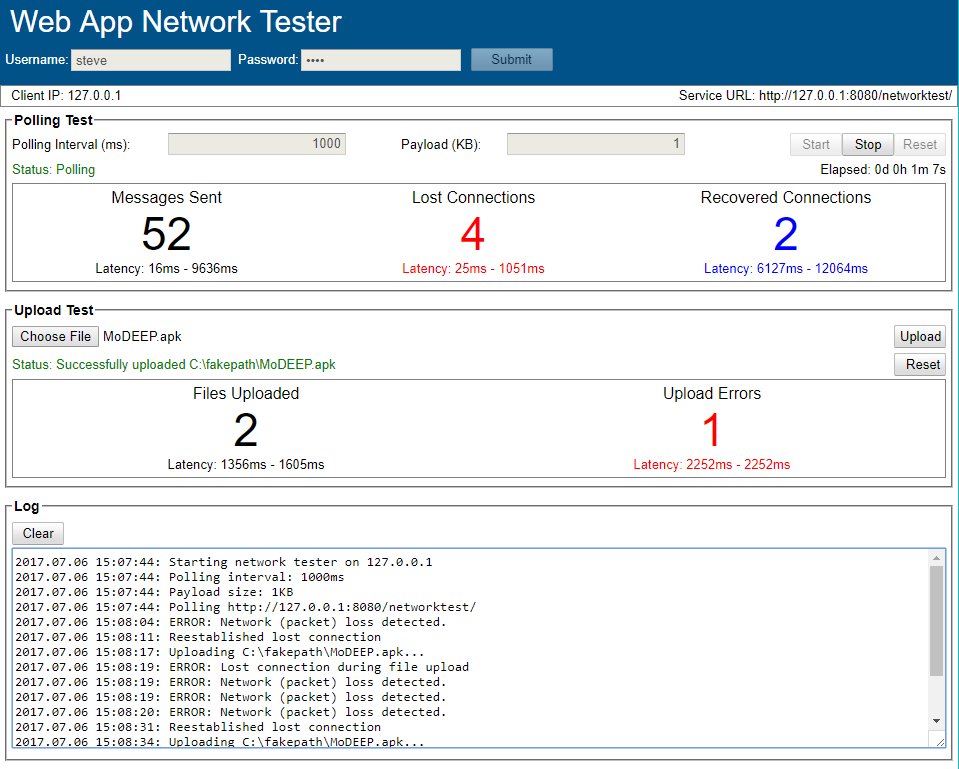 Web App Network Tester
Username: steve Password: •••• Submit
Client IP: 127.0.0.1 Service URL: http://127.0.0.1:8080/networktest/
Polling Test
Polling Interval (ms): 1000 Payload (KB): 1 Start Stop Reset
Status: Polling Elapsed: 0d 0h 1m 7s
Messages Sent Lost Connections Recovered Connections
52 4 2
Latency: 16ms - 9636ms Latency: 25ms - 1051ms Latency: 6127ms - 12064ms
Upload Test
Choose File MoDEEP.apk Upload
Status: Successfully uploaded C:\fakepath\MoDEEP.apk Reset
Files Uploaded Upload Errors
2 1
Latency: 1356ms - 1605ms Latency: 2252ms - 2252ms
Log
Clear
2017.07.06 15:07:44: Starting network tester on 127.0.0.1
2017.07.06 15:07:44: Polling interval: 1000ms
2017.07.06 15:07:44: Payload size: 1KB
2017.07.06 15:07:44: Polling http://127.0.0.1:8080/networktest/
2017.07.06 15:08:04: ERROR: Network (packet) loss detected.
2017.07.06 15:08:11: Reestablished lost connection
2017.07.06 15:08:17: Uploading C:\fakepath\MoDEEP.apk...
2017.07.06 15:08:19: ERROR: Lost connection during file upload
2017.07.06 15:08:19: ERROR: Network (packet) loss detected.
2017.07.06 15:08:19: ERROR: Network (packet) loss detected.
2017.07.06 15:08:20: ERROR: Network (packet) loss detected.
2017.07.06 15:08:31: Reestablished lost connection
2017.07.06 15:08:34: Uploading C:\fakepath\MoDEEP.apk...